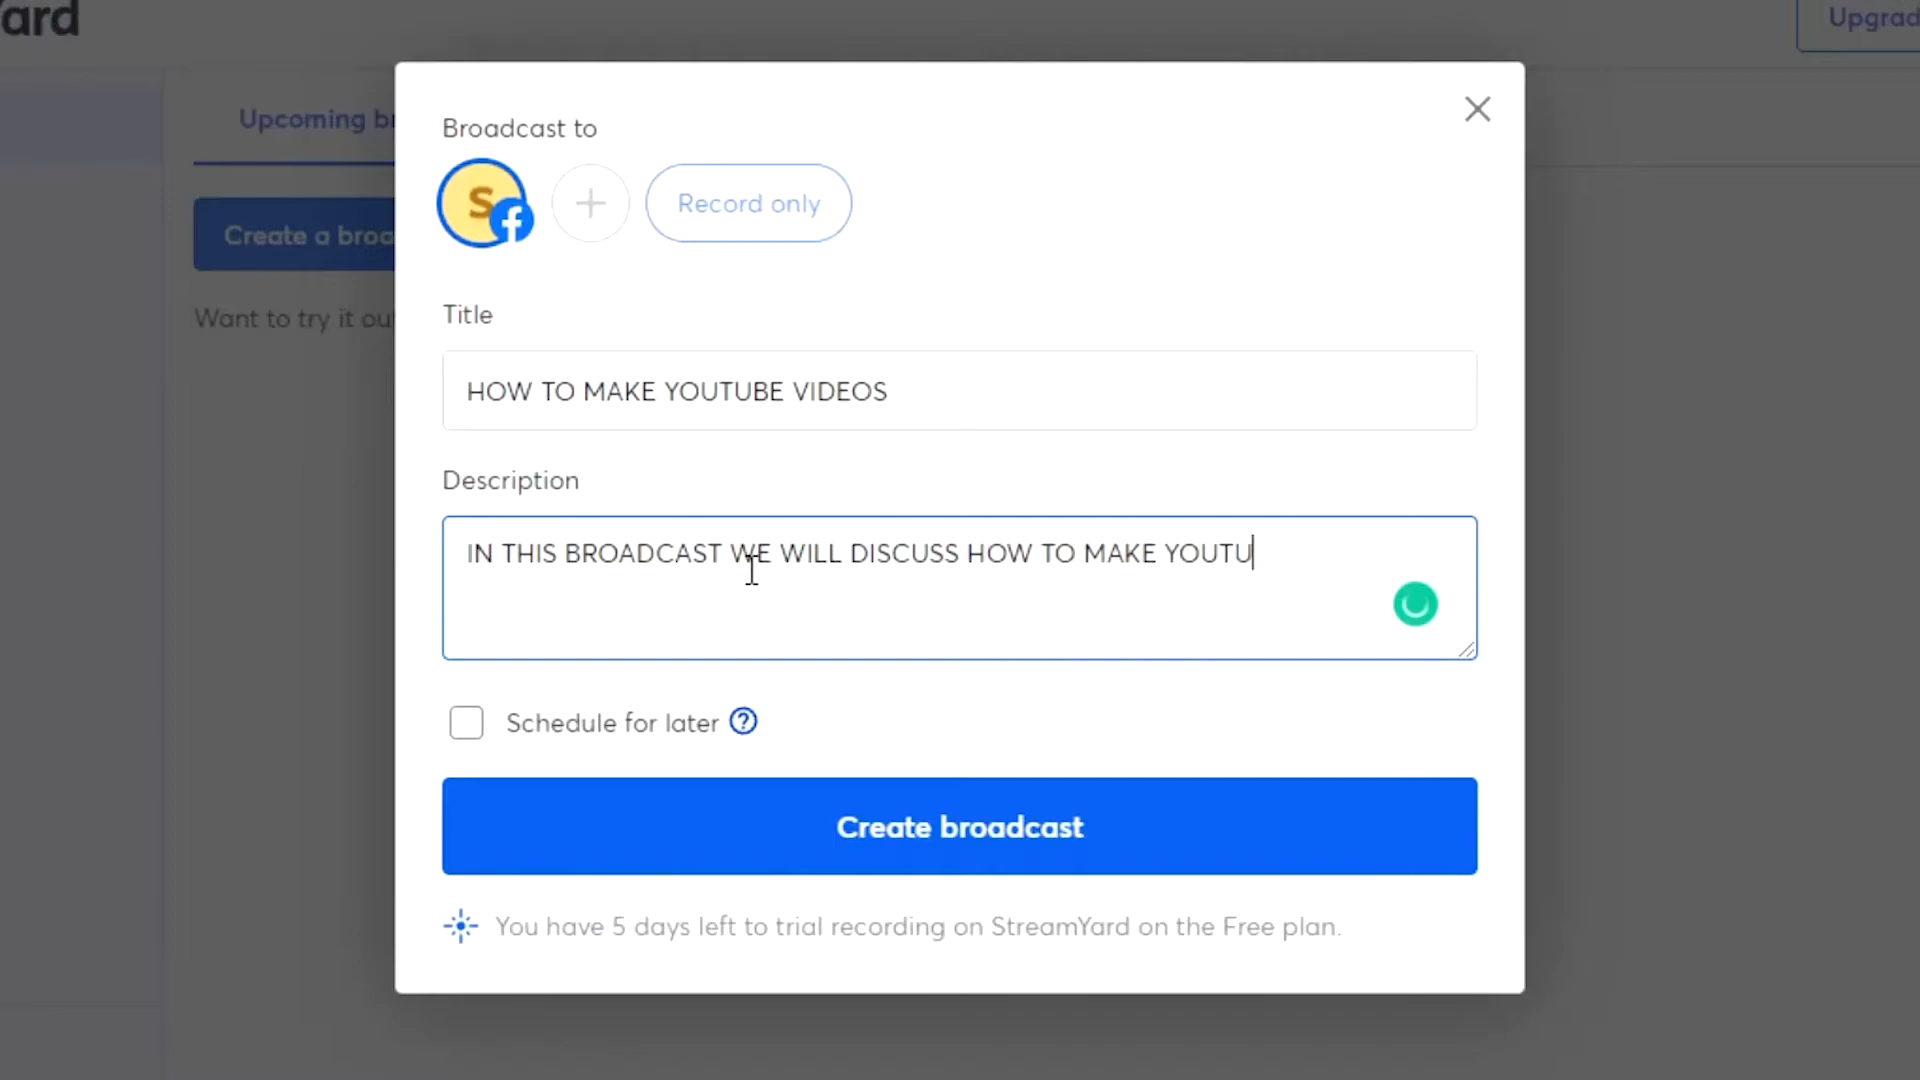 ard
Upgrad
Upcoming br
Broadcast to
S
Record only
Create a broa
Want to try it ou
Title
HOW TO MAKE YOUTUBE VIDEOS
Description
IN THIS BROADCAST WE WILL DISCUSS HOW TO MAKE YOUTU
Schedule for later ?
Create broadcast
You have 5 days left to trial recording on StreamYard on the Free plan.